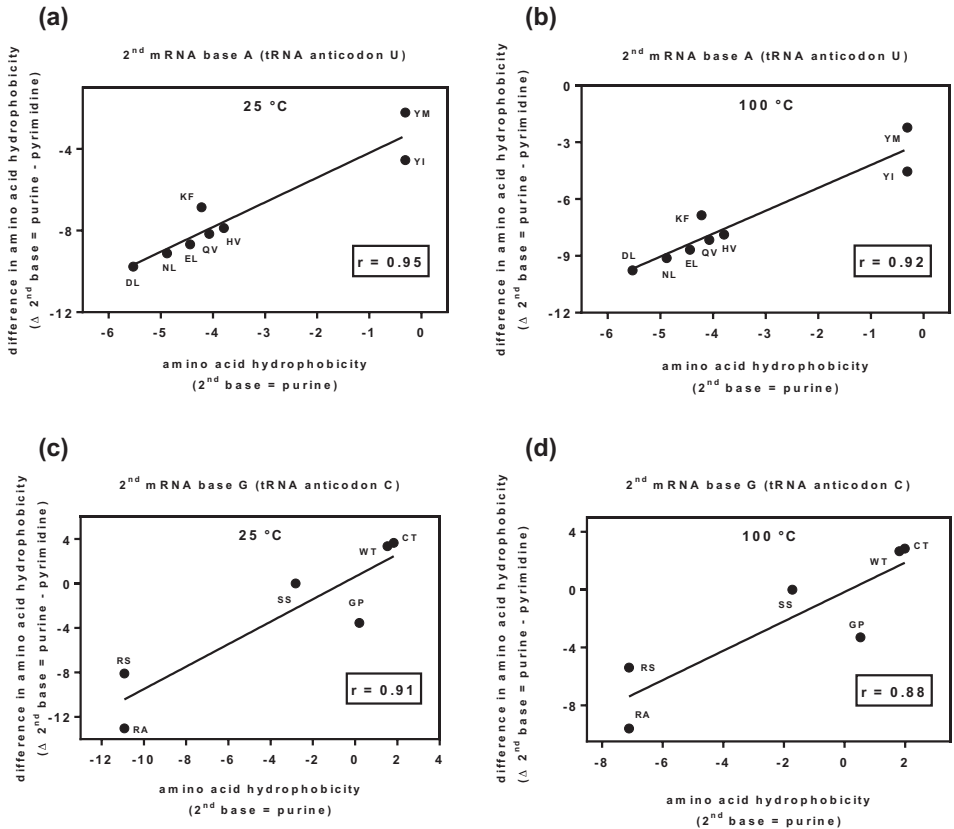 (a)
2nd mRNA base A (tRNA anticodon U)
difference in amino acid hydrophobicity
(Δ 2nd base = purine - pyrimidine)
25 °C
-4
-8
-12
YM
YI
KF
HV
QV
EL
NL
DL
r = 0.95
-6 -5 -4 -3 -2 -1 0
amino acid hydrophobicity
(2nd base = purine)
(b)
2nd mRNA base A (tRNA anticodon U)
difference in amino acid hydrophobicity
(Δ 2nd base = purine - pyrimidine)
100 °C
0
-3
-6
-9
-12
YM
YI
KF
DL
HV
QV
EL
NL
r = 0.92
-6 -5 -4 -3 -2 -1 0
amino acid hydrophobicity
(2nd base = purine)
(c)
2nd mRNA base G (tRNA anticodon C)
difference in amino acid hydrophobicity
(Δ 2nd base = purine - pyrimidine)
25 °C
4
0
-4
-8
-12
CT
WT
SS
GP
RS
RA
r = 0.91
-12 -10 -8 -6 -4 -2 0 2 4
amino acid hydrophobicity
(2nd base = purine)
(d)
2nd mRNA base G (tRNA anticodon C)
difference in amino acid hydrophobicity
(Δ 2nd base = purine - pyrimidine)
100 °C
4
0
-4
-8
CT
WT
SS
GP
RS
RA
r = 0.88
-8 -6 -4 -2 0 2
amino acid hydrophobicity
(2nd base = purine)